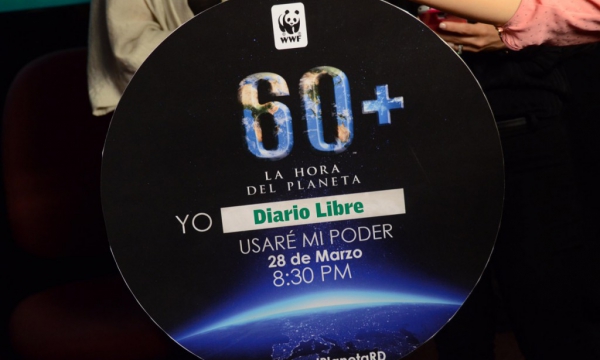 WWF
60+
LA HORA
DEL PLANETA
YO Diario Libre
USARÉ MI PODER
28 de Marzo
8:30 PM